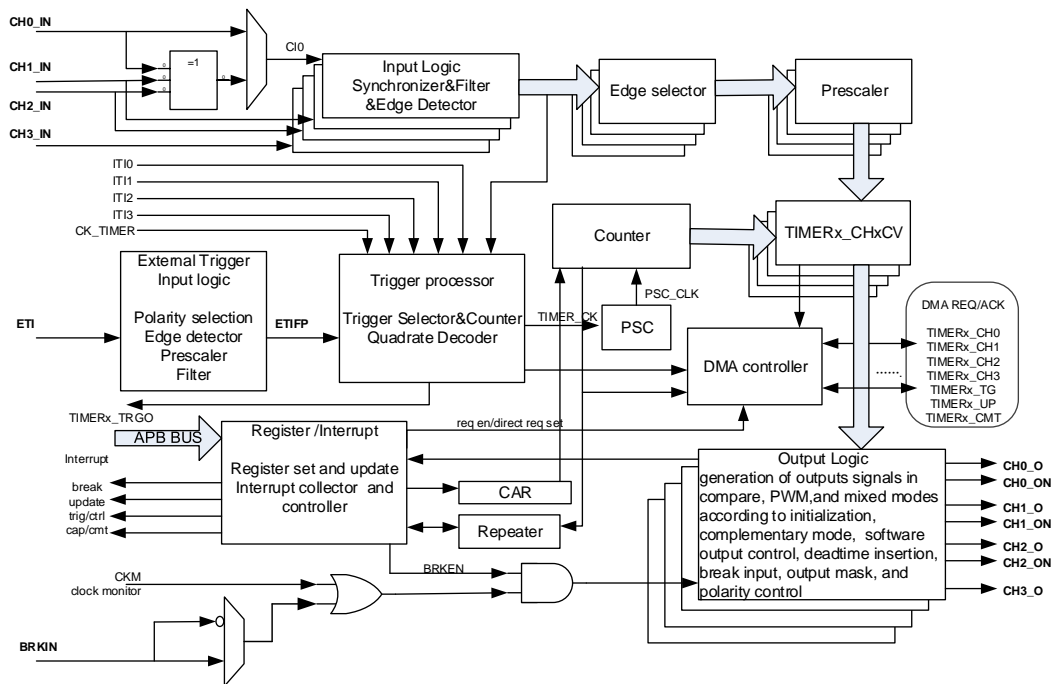 CH0_IN
CH1_IN
CH2_IN
CH3_IN
=1
CI0
Input Logic
Synchronizer&Filter
&Edge Detector
Edge selector
Prescaler
ITI0
ITI1
ITI2
ITI3
CK_TIMER
Counter
TIMERx_CHxCV
External Trigger
Input logic
Polarity selection
Edge detector
Prescaler
Filter
ETI
ETIFP
Trigger processor
Trigger Selector&Counter
Quadrate Decoder
TIMER_CK
PSC_CLK
PSC
DMA controller
DMA REQ/ACK
TIMERx_CH0
TIMERx_CH1
TIMERx_CH2
TIMERx_CH3
TIMERx_TG
TIMERx_UP
TIMERx_CMT
.......
TIMERx_TRGO
APB BUS
Register /Interrupt
Register set and update
Interrupt collector and
controller
req en/direct req set
Interrupt
break
update
trig/ctrl
cap/cmt
CAR
Repeater
Output Logic
generation of outputs signals in
compare, PWM,and mixed modes
according to initialization,
complementary mode, software
output control, deadtime insertion,
break input, output mask, and
polarity control
CH0_O
CH0_ON
CH1_O
CH1_ON
CH2_O
CH2_ON
CH3_O
BRKEN
CKM
clock monitor
BRKIN